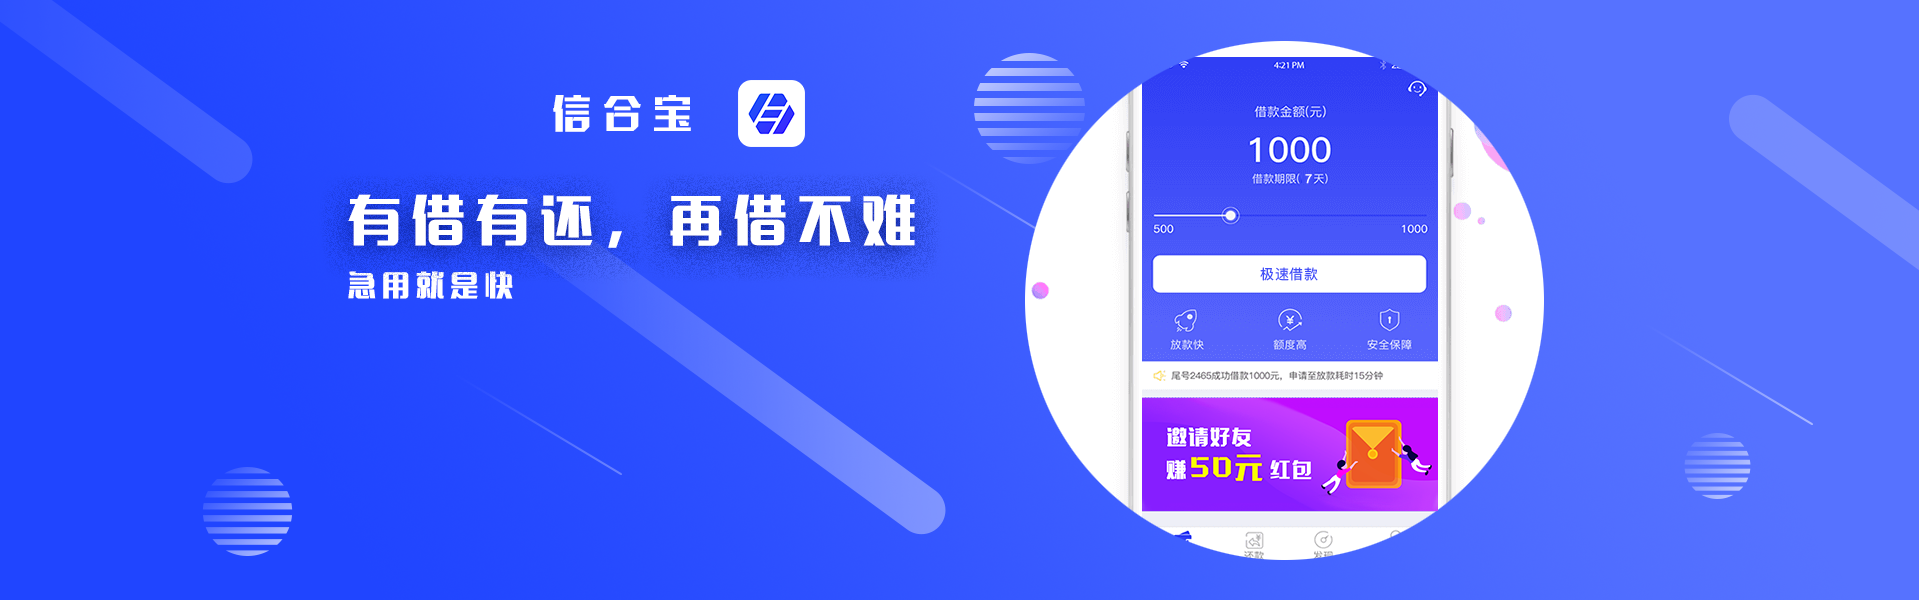 信合宝
有借有还，再借不难
急用就是快
4:21 PM
借款金额(元)
1000
借款期限( 7天)
500
1000
极速借款
放款快
额度高
安全保障
尾号2465成功借款1000元，申请至放款耗时15分钟
邀请好友
赚50元红包
还款
发现